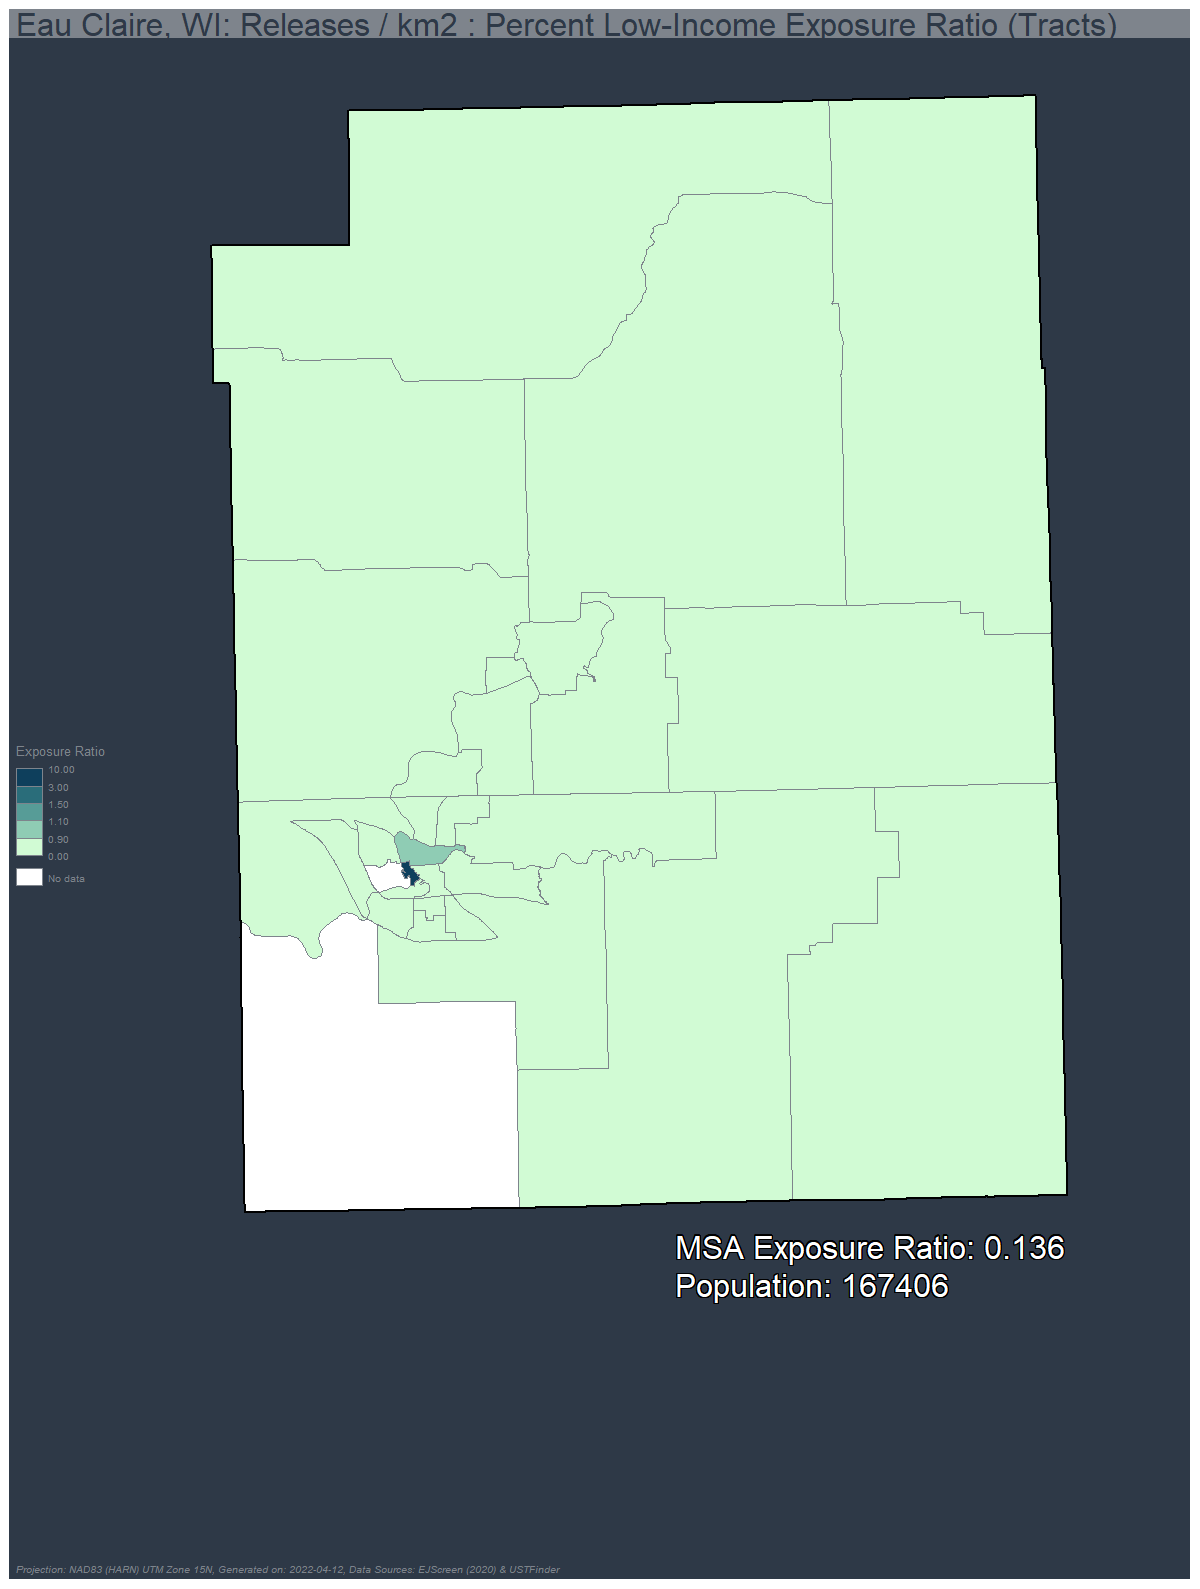 Eau Claire, WI: Releases / km2 : Percent Low-Income Exposure Ratio (Tracts)
Exposure Ratio
10.00
3.00
1.50
1.10
0.90
0.00
No data
MSA Exposure Ratio: 0.136
Population: 167406
Projection: NAD83 (HARN) UTM Zone 15N, Generated on: 2022-04-12, Data Sources: EJScreen (2020) & USTFinder